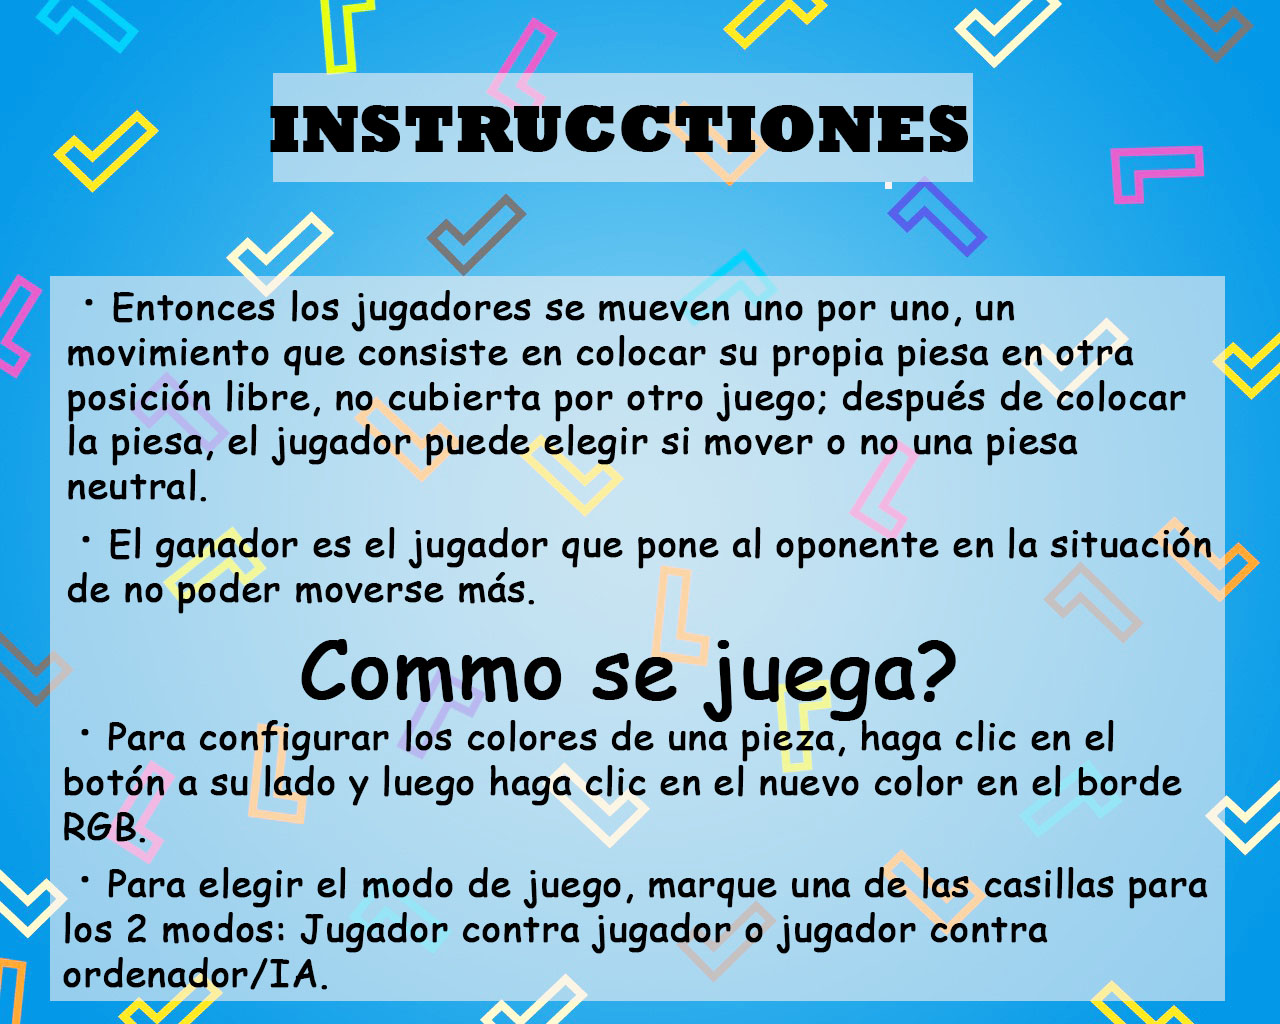 INSTRUCCTIONES
· Entonces los jugadores se mueven uno por uno, un
movimiento que consiste en colocar su propia piesa en otra
posición libre, no cubierta por otro juego; después de colocar
la piesa, el jugador puede elegir si mover o no una piesa
neutral.
· El ganador es el jugador que pone al oponente en la situación
de no poder moverse más.
Commo se juega?
· Para configurar los colores de una pieza, haga clic en el
botón a su lado y luego haga clic en el nuevo color en el borde
RGB.
· Para elegir el modo de juego, marque una de las casillas para
los 2 modos: Jugador contra jugador o jugador contra
ordenador/IA.